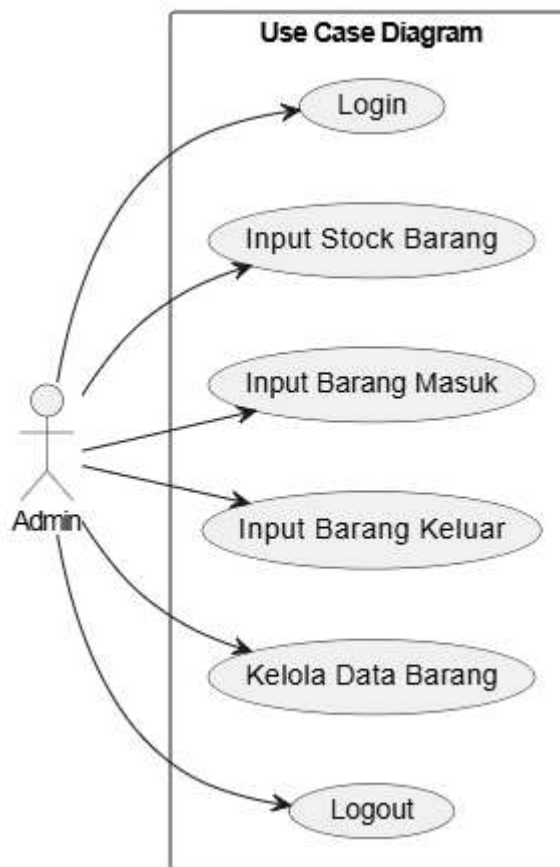 Use Case Diagram
Login
Input Stock Barang
Input Barang Masuk
Input Barang Keluar
Admin
Kelola Data Barang
Logout